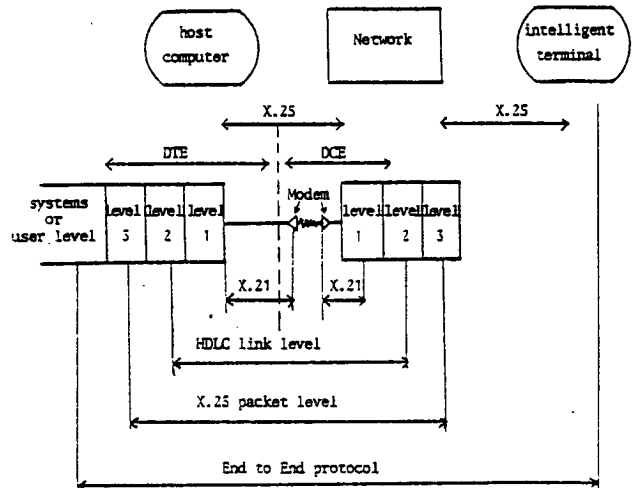 host
computer
Network
intelligent
terminal
X.25
X.25
DTE
DCE
Modem
systems
or
user level
level
3
level
2
level
1
level
1
level
2
level
3
X.21
X.21
HDLC link level
X.25 packet level
End to End protocol